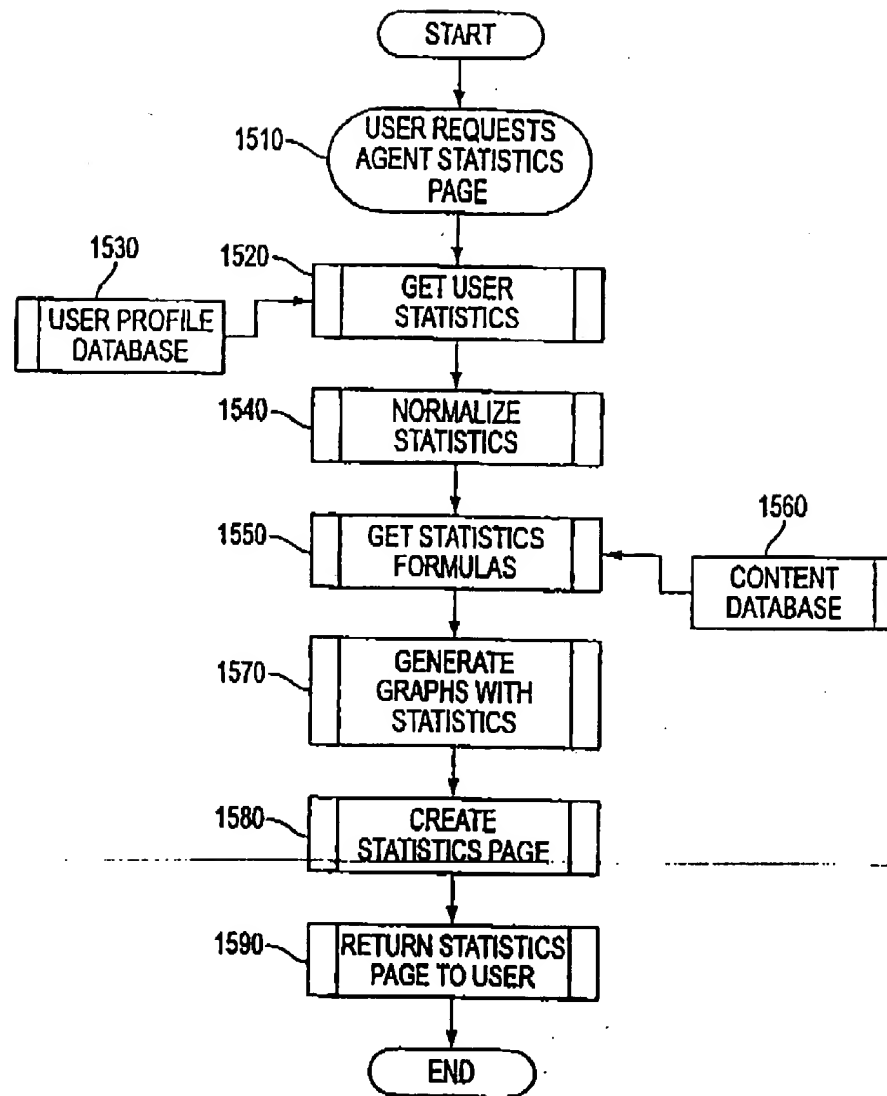 START
1510
USER REQUESTS
AGENT STATISTICS
PAGE
1530
1520
USER PROFILE
DATABASE
GET USER
STATISTICS
1540
NORMALIZE
STATISTICS
1550
GET STATISTICS
FORMULAS
1560
CONTENT
DATABASE
1570
GENERATE
GRAPHS WITH
STATISTICS
1580
CREATE
STATISTICS PAGE
1590
RETURN STATISTICS
PAGE TO USER
END